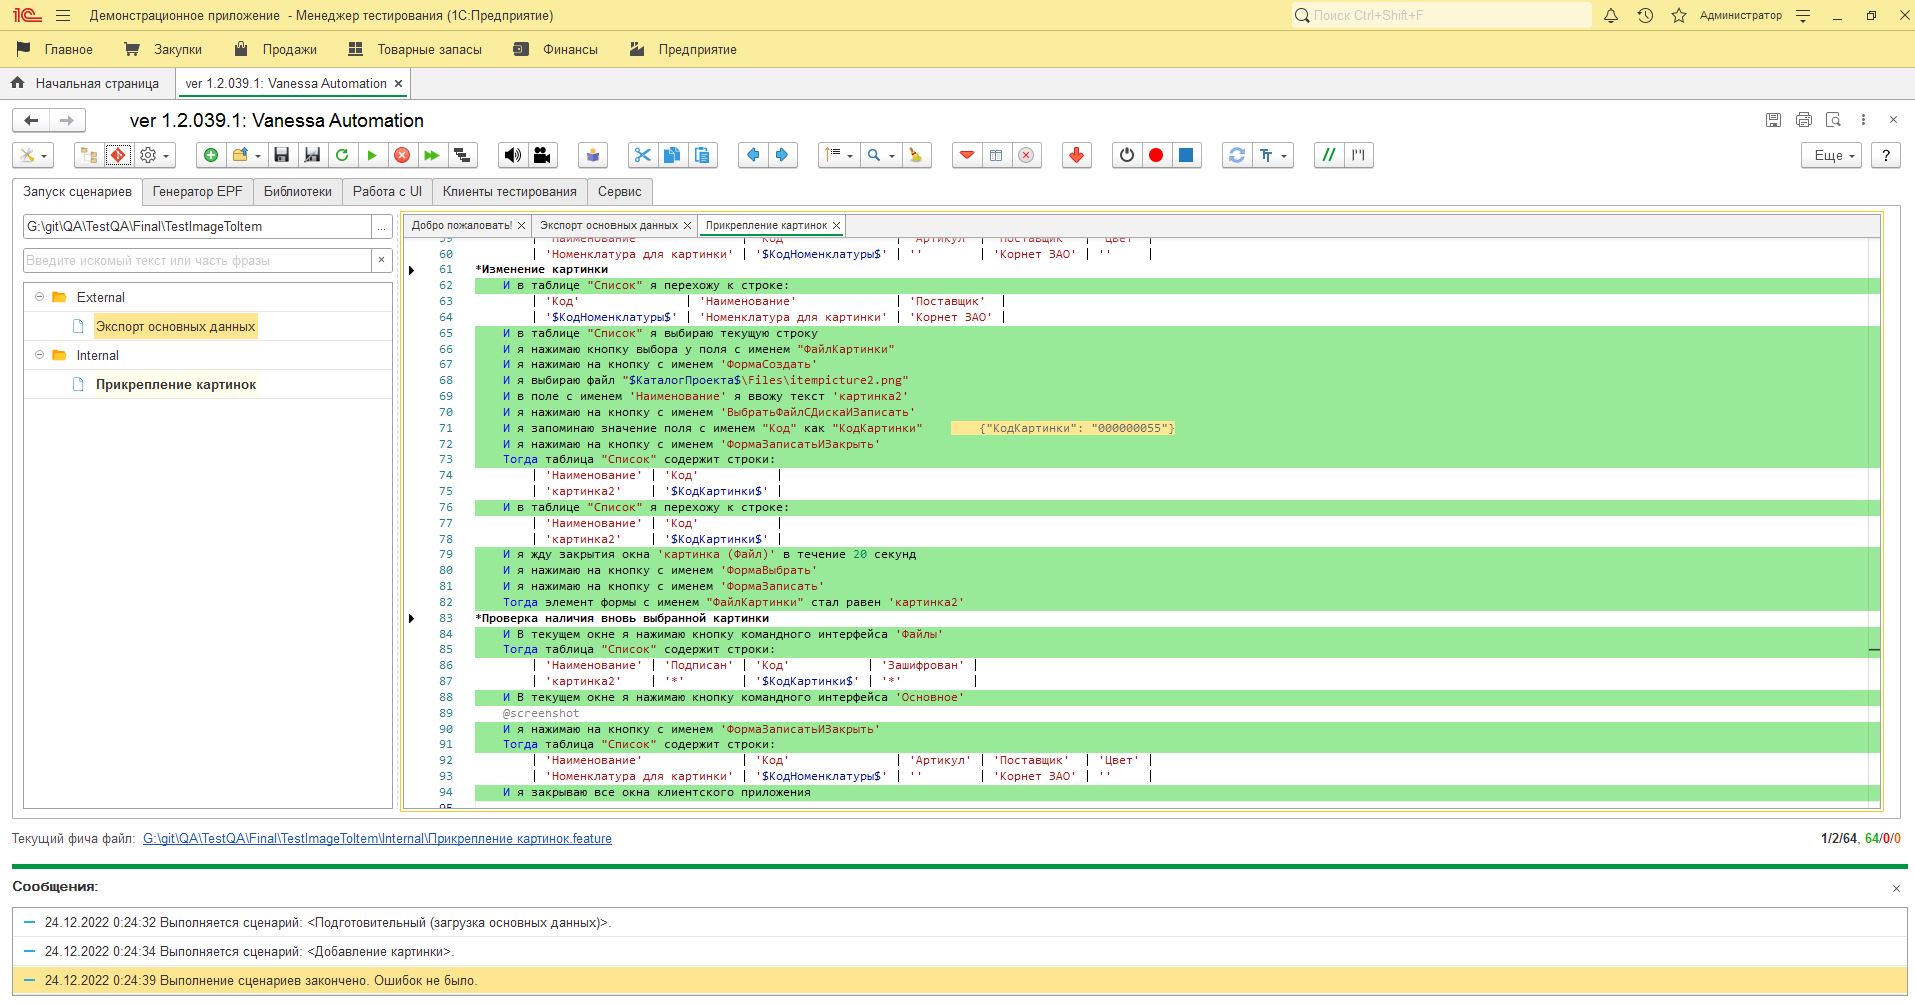 1С Демонстрационное приложение - Менеджер тестирования (1С:Предприятие) Поиск Ctrl+Shift+F Администратор
Главное Закупки Продажи Товарные запасы Финансы Предприятие
Начальная страница ver 1.2.039.1: Vanessa Automation
ver 1.2.039.1: Vanessa Automation
Еще ?
Запуск сценариев Генератор EPF Библиотеки Работа с UI Клиенты тестирования Сервис
G:\git\QA\TestQA\Final\TestImageToItem ...
Введите искомый текст или часть фразы
External
Экспорт основных данных
Internal
Прикрепление картинок
Добро пожаловать! Экспорт основных данных Прикрепление картинок
59 | 'Наименование' | 'Код' | 'Артикул' | 'Поставщик' | 'Цвет' |
60 | 'Номенклатура для картинки' | '$КодНоменклатуры$' | '' | 'Корнет ЗАО' | '' |
61 *Изменение картинки
62 И в таблице "Список" я перехожу к строке:
63 | 'Код' | 'Наименование' | 'Поставщик' |
64 | '$КодНоменклатуры$' | 'Номенклатура для картинки' | 'Корнет ЗАО' |
65 И в таблице "Список" я выбираю текущую строку
66 И я нажимаю кнопку выбора у поля с именем "ФайлКартинки"
67 И я нажимаю на кнопку с именем 'ФормаСоздать'
68 И я выбираю файл "$КаталогПроекта$\Files\itempicture2.png"
69 И в поле с именем 'Наименование' я ввожу текст 'картинка2'
70 И я нажимаю на кнопку с именем 'ВыбратьФайлСДискаИЗаписать'
71 И я запоминаю значение поля с именем "Код" как "КодКартинки" {"КодКартинки": "000000055"}
72 И я нажимаю на кнопку с именем 'ФормаЗаписатьИЗакрыть'
73 Тогда таблица "Список" содержит строки:
74 | 'Наименование' | 'Код' |
75 | 'картинка2' | '$КодКартинки$' |
76 И в таблице "Список" я перехожу к строке:
77 | 'Наименование' | 'Код' |
78 | 'картинка2' | '$КодКартинки$' |
79 И я жду закрытия окна 'картинка (Файл)' в течение 20 секунд
80 И я нажимаю на кнопку с именем 'ФормаВыбрать'
81 И я нажимаю на кнопку с именем 'ФормаЗаписать'
82 Тогда элемент формы с именем "ФайлКартинки" стал равен 'картинка2'
83 *Проверка наличия вновь выбранной картинки
84 И В текущем окне я нажимаю кнопку командного интерфейса 'Файлы'
85 Тогда таблица "Список" содержит строки:
86 | 'Наименование' | 'Подписан' | 'Код' | 'Зашифрован' |
87 | 'картинка2' | '*' | '$КодКартинки$' | '*' |
88 И В текущем окне я нажимаю кнопку командного интерфейса 'Основное'
89 @screenshot
90 И я нажимаю на кнопку с именем 'ФормаЗаписатьИЗакрыть'
91 Тогда таблица "Список" содержит строки:
92 | 'Наименование' | 'Код' | 'Артикул' | 'Поставщик' | 'Цвет' |
93 | 'Номенклатура для картинки' | '$КодНоменклатуры$' | '' | 'Корнет ЗАО' | '' |
94 И я закрываю все окна клиентского приложения
95
Текущий фича файл: G:\git\QA\TestQA\Final\TestImageToItem\Internal\Прикрепление картинок.feature 1/2/64, 64/0/0
Сообщения:
24.12.2022 0:24:32 Выполняется сценарий: <Подготовительный (загрузка основных данных)>.
24.12.2022 0:24:34 Выполняется сценарий: <Добавление картинки>.
24.12.2022 0:24:39 Выполнение сценариев закончено. Ошибок не было.